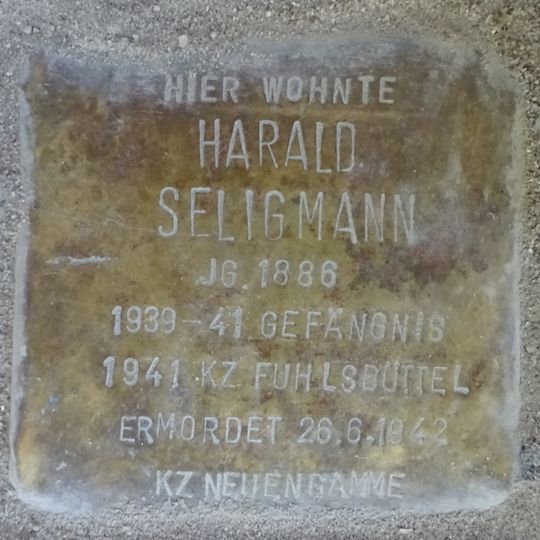 HIER WOHNTE
HARALD
SELIGMANN
JG. 1886
1939-41 GEFÄNGNIS
1941 KZ FUHLSBÜTTEL
ERMORDET 26.6.1942
KZ NEUENGAMME